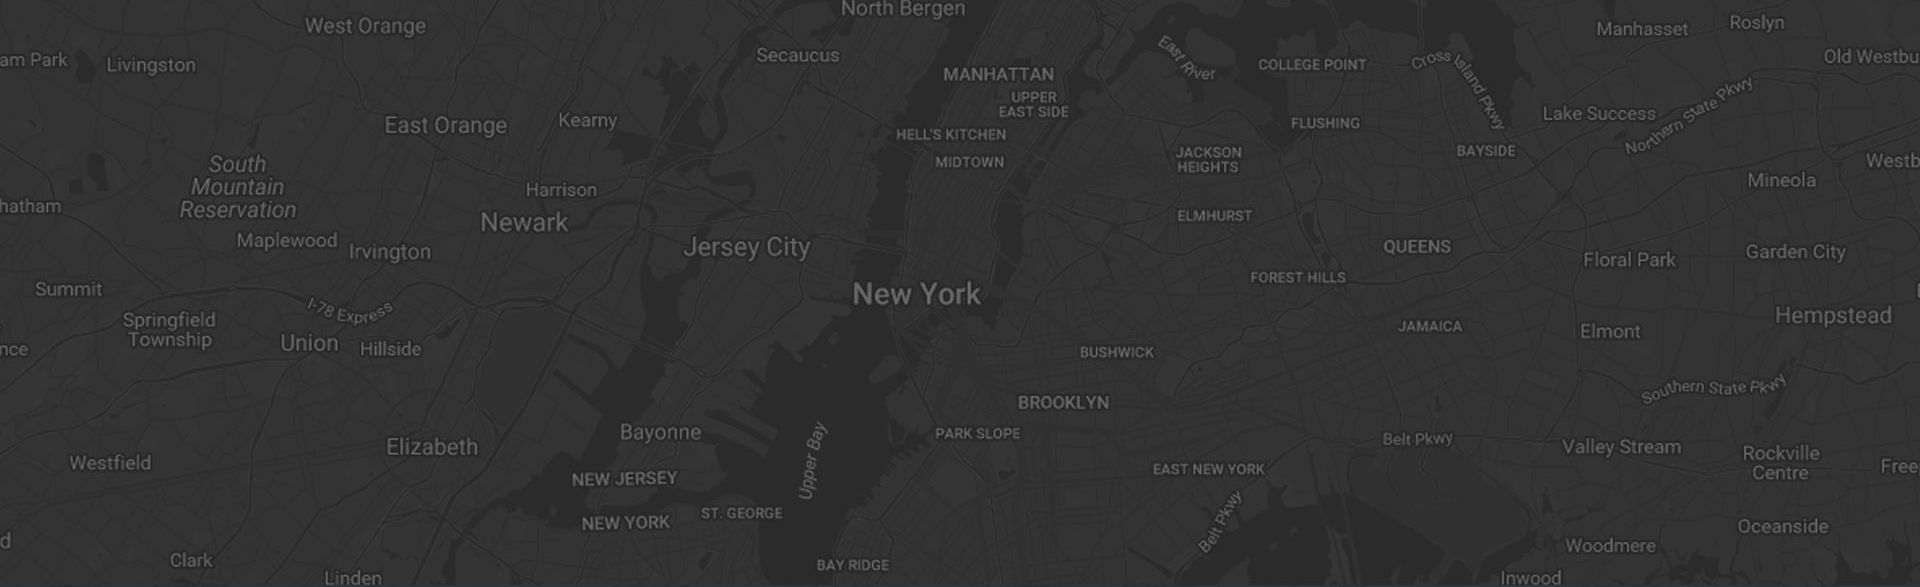 North Bergen
West Orange
Manhasset
Roslyn
am Park
Livingston
Secaucus
MANHATTAN
UPPER
EAST SIDE
East River
COLLEGE POINT
Cross Island Pkwy
Old Westbu
East Orange
Kearny
HELL'S KITCHEN
MIDTOWN
FLUSHING
Lake Success
Northern State Pkwy
JACKSON
HEIGHTS
BAYSIDE
Westb
South
Mountain
Reservation
Harrison
Mineola
hatham
Newark
ELMHURST
Maplewood
Irvington
Jersey City
QUEENS
Floral Park
Garden City
Summit
New York
FOREST HILLS
I-78 Express
Springfield
Township
Union
Hillside
nce
JAMAICA
Elmont
Hempstead
BUSHWICK
Southern State Pkwy
BROOKLYN
Elizabeth
Bayonne
Upper Bay
PARK SLOPE
Belt Pkwy
Valley Stream
Rockville
Centre
Westfield
NEW JERSEY
EAST NEW YORK
Free
NEW YORK
ST. GEORGE
Belt Pkwy
Oceanside
d
Clark
BAY RIDGE
Woodmere
Linden
Inwood